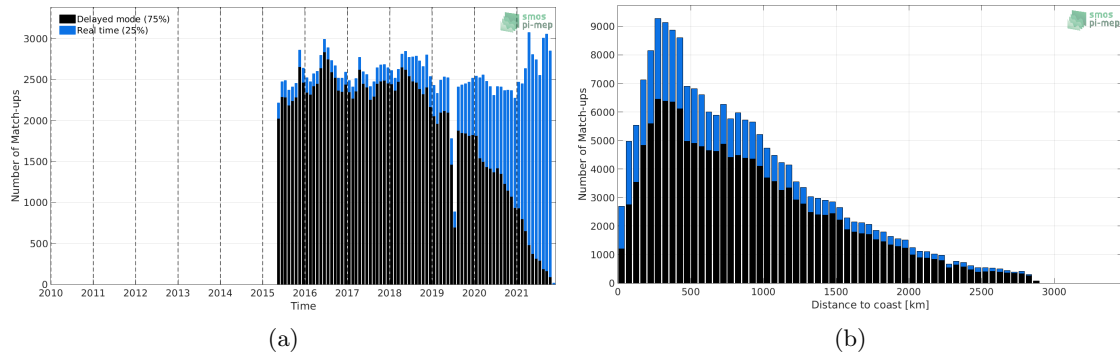 Delayed mode (75%)
Real time (25%)
smos
pi-mep
Number of Match-ups
3000
2500
2000
1500
1000
500
0
2010 2011 2012 2013 2014 2015 2016 2017 2018 2019 2020 2021
Time
(a)
smos
pi-mep
Number of Match-ups
9000
8000
7000
6000
5000
4000
3000
2000
1000
0
0 500 1000 1500 2000 2500 3000
Distance to coast [km]
(b)